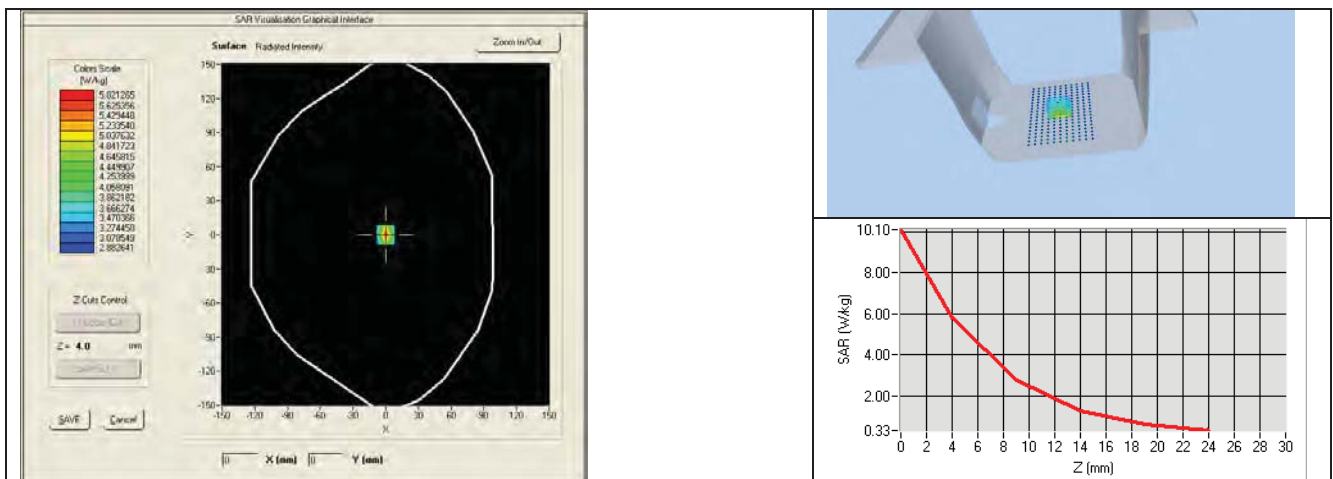 SAR Visualisation Graphical Interface
Surface Radiated Intensity
Zoom In/Out
Colors Scale
(W/kg)
5.821265
5.625356
5.429448
5.233540
5.037632
4.841723
4.645815
4.449907
4.253999
4.058091
3.862182
3.666274
3.470366
3.274458
3.078549
2.882641
Z Cuts Control
Z = 4.0 mm
SAVE
Cancel
150
120
90
60
30
0
-30
-60
-90
-120
-150
Y
-150 -120 -90 -60 -30 0 30 60 90 120 150
X
0 X (mm) 0 Y (mm)
10.10
8.00
6.00
4.00
2.00
0.33
SAR (W/kg)
0 2 4 6 8 10 12 14 16 18 20 22 24 26 28 30
Z (mm)